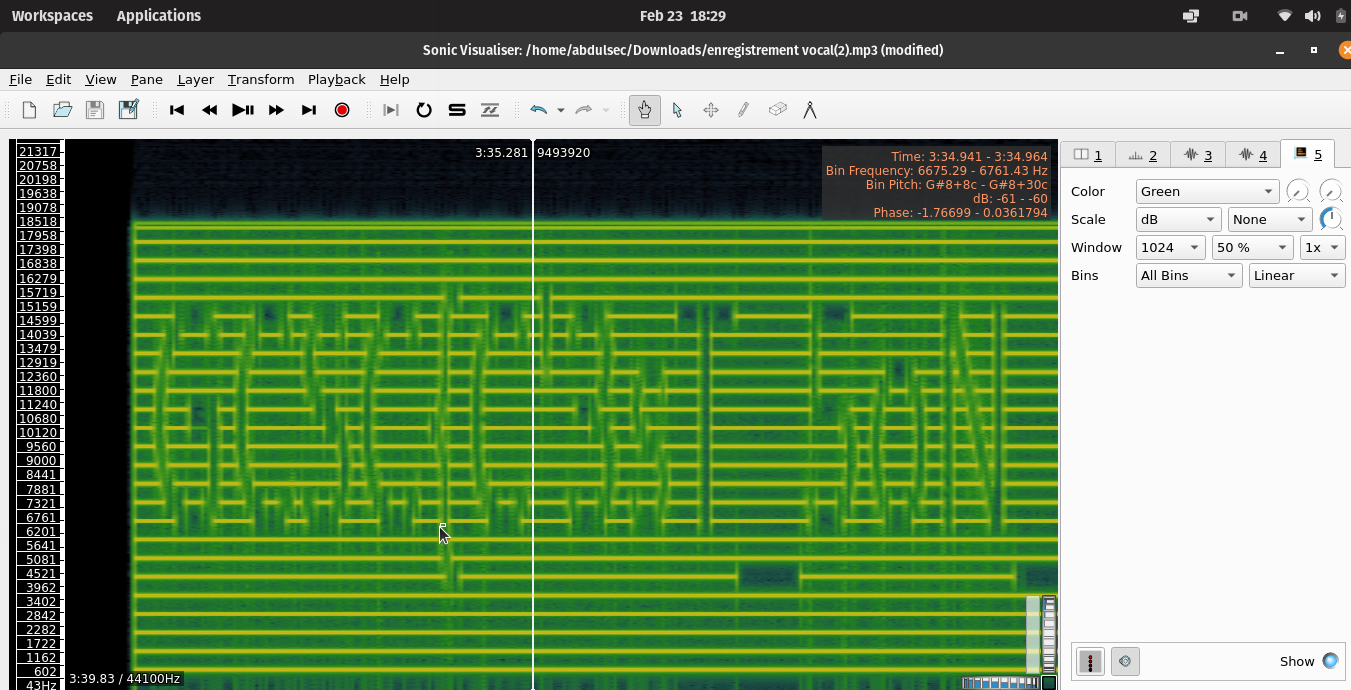 Workspaces Applications Feb 23 18:29
Sonic Visualiser: /home/abdulsec/Downloads/enregistrement vocal(2).mp3 (modified)
File Edit View Pane Layer Transform Playback Help
3:35.281 9493920
Time: 3:34.941 - 3:34.964
Bin Frequency: 6675.29 - 6761.43 Hz
Bin Pitch: G#8+8c - G#8+30c
dB: -61 - -60
Phase: -1.76699 - 0.0361794
21317
20758
20198
19638
19078
18518
17958
17398
16838
16279
15719
15159
14599
14039
13479
12919
12360
11800
11240
10680
10120
9560
9000
8441
7881
7321
6761
6201
5641
5081
4521
3962
3402
2842
2282
1722
1162
602
43Hz
3:39.83 / 44100Hz
1 2 3 4 5
Color Green
Scale dB None
Window 1024 50 % 1x
Bins All Bins Linear
Show